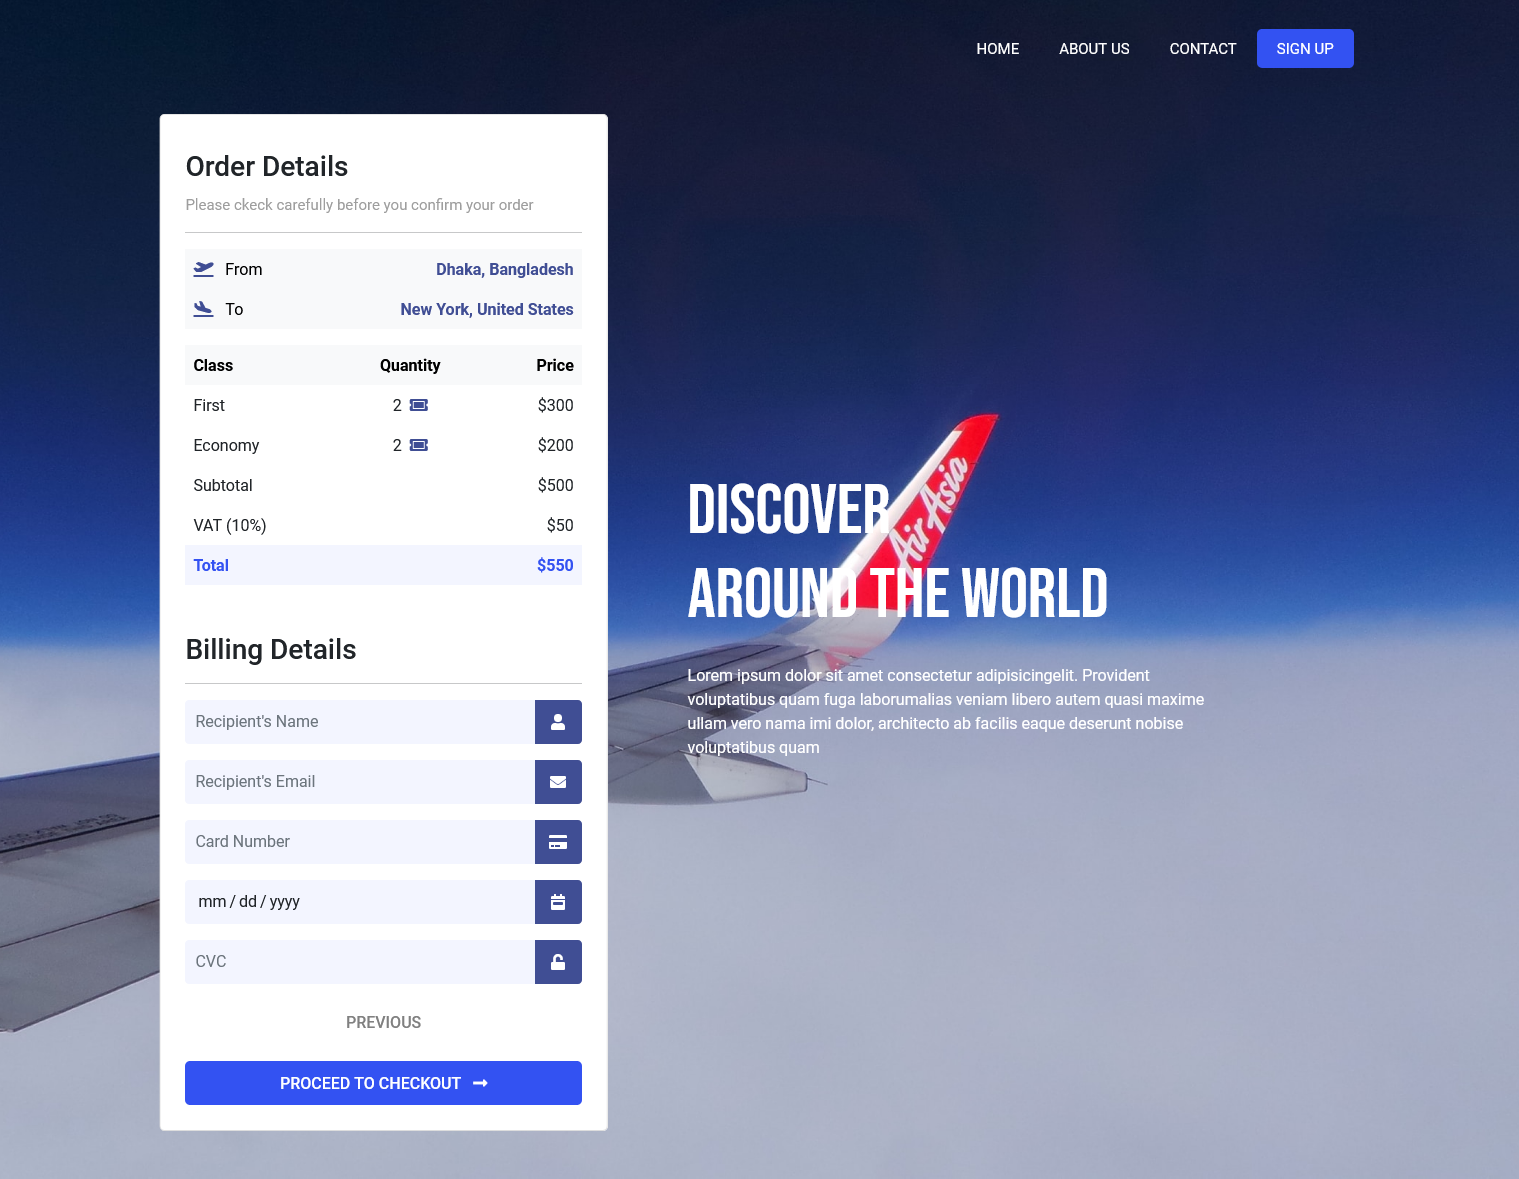 HOME ABOUT US CONTACT SIGN UP
Order Details
Please ckeck carefully before you confirm your order
From Dhaka, Bangladesh
To New York, United States
Class Quantity Price
First 2 $300
Economy 2 $200
Subtotal $500
VAT (10%) $50
Total $550
Billing Details
Recipient's Name
Recipient's Email
Card Number
mm / dd / yyyy
CVC
PREVIOUS
PROCEED TO CHECKOUT
AirAsia
DISCOVER
AROUND THE WORLD
Lorem ipsum dolor sit amet consectetur adipisicingelit. Provident
voluptatibus quam fuga laborumalias veniam libero autem quasi maxime
ullam vero nama imi dolor, architecto ab facilis eaque deserunt nobise
voluptatibus quam